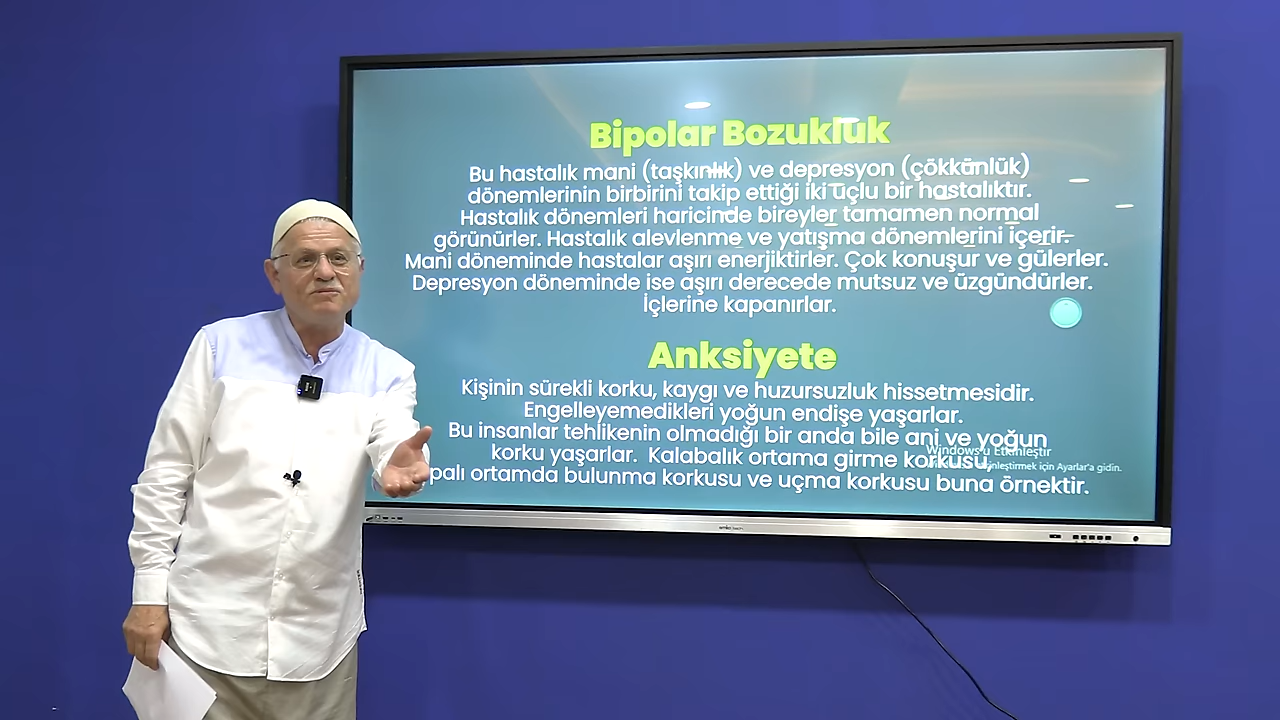 Bipolar Bozukluk
Bu hastalık mani (taşkınlık) ve depresyon (çökkünlük)
dönemlerinin birbirini takip ettiği iki uçlu bir hastalıktır.
Hastalık dönemleri haricinde bireyler tamamen normal
görünürler. Hastalık alevlenme ve yatışma dönemlerini içerir.
Mani döneminde hastalar aşırı enerjiktirler. Çok konuşur ve gülerler.
Depresyon döneminde ise aşırı derecede mutsuz ve üzgündürler.
İçlerine kapanırlar.
Anksiyete
Kişinin sürekli korku, kaygı ve huzursuzluk hissetmesidir.
Engelleyemedikleri yoğun endişe yaşarlar.
Bu insanlar tehlikenin olmadığı bir anda bile ani ve yoğun
korku yaşarlar. Kalabalık ortama girme korkusu,
palı ortamda bulunma korkusu ve uçma korkusu buna örnektir.
Windows'u Etkinleştir
etkinleştirmek için Ayarlar'a gidin.